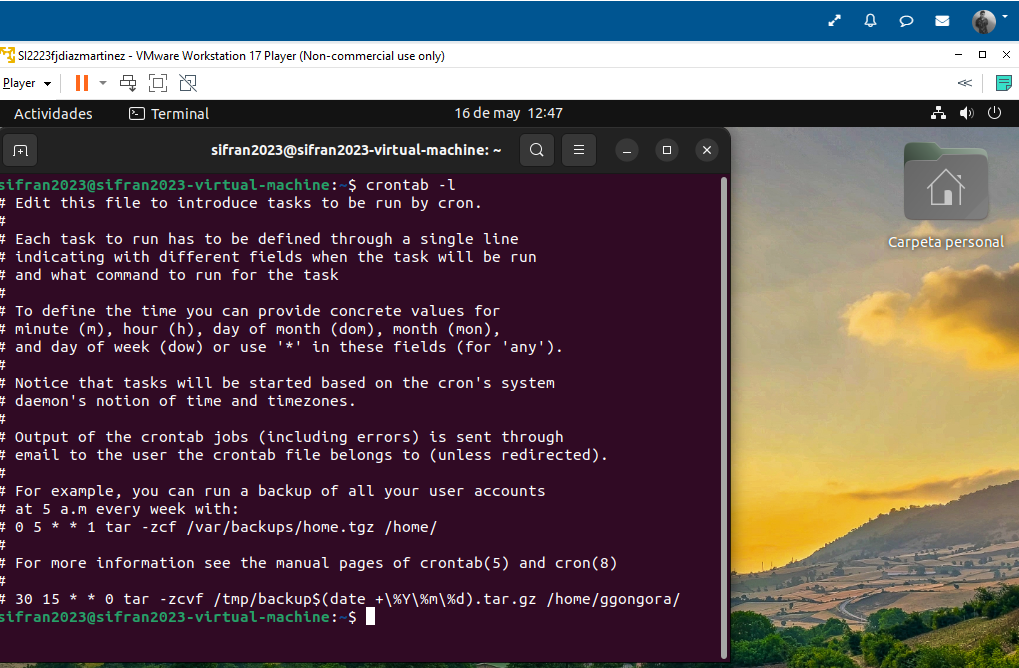 SI2223fjdiazmartinez - VMware Workstation 17 Player (Non-commercial use only)
Player
Actividades
Terminal
16 de may 12:47
sifran2023@sifran2023-virtual-machine: ~
sifran2023@sifran2023-virtual-machine:~$ crontab -l
# Edit this file to introduce tasks to be run by cron.
#
# Each task to run has to be defined through a single line
# indicating with different fields when the task will be run
# and what command to run for the task
#
# To define the time you can provide concrete values for
# minute (m), hour (h), day of month (dom), month (mon),
# and day of week (dow) or use '*' in these fields (for 'any').
#
# Notice that tasks will be started based on the cron's system
# daemon's notion of time and timezones.
#
# Output of the crontab jobs (including errors) is sent through
# email to the user the crontab file belongs to (unless redirected).
#
# For example, you can run a backup of all your user accounts
# at 5 a.m every week with:
# 0 5 * * 1 tar -zcf /var/backups/home.tgz /home/
#
# For more information see the manual pages of crontab(5) and cron(8)
#
# 30 15 * * 0 tar -zcvf /tmp/backup$(date +\%Y\%m\%d).tar.gz /home/ggongora/
sifran2023@sifran2023-virtual-machine:~$
Carpeta personal